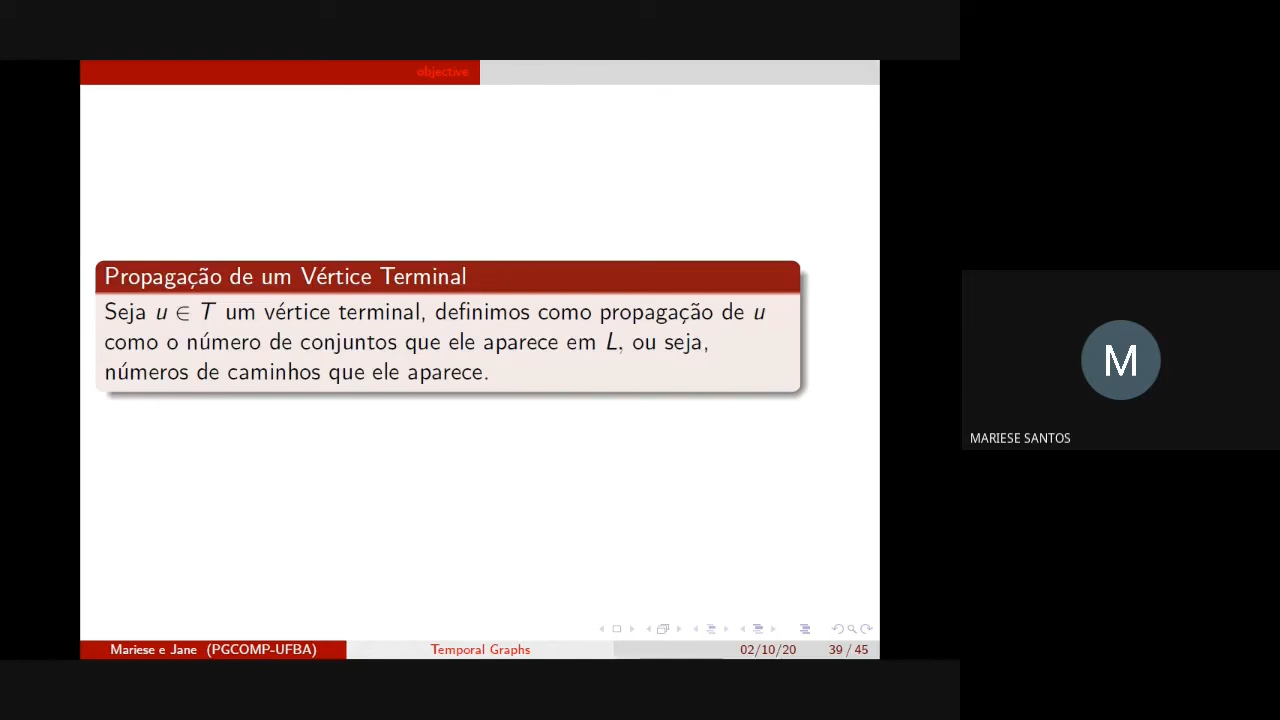 objective
Propagação de um Vértice Terminal
Seja u ∈ T um vértice terminal, definimos como propagação de u
como o número de conjuntos que ele aparece em L, ou seja,
números de caminhos que ele aparece.
Mariese e Jane (PGCOMP-UFBA) Temporal Graphs 02/10/20 39 / 45
M
MARIESE SANTOS